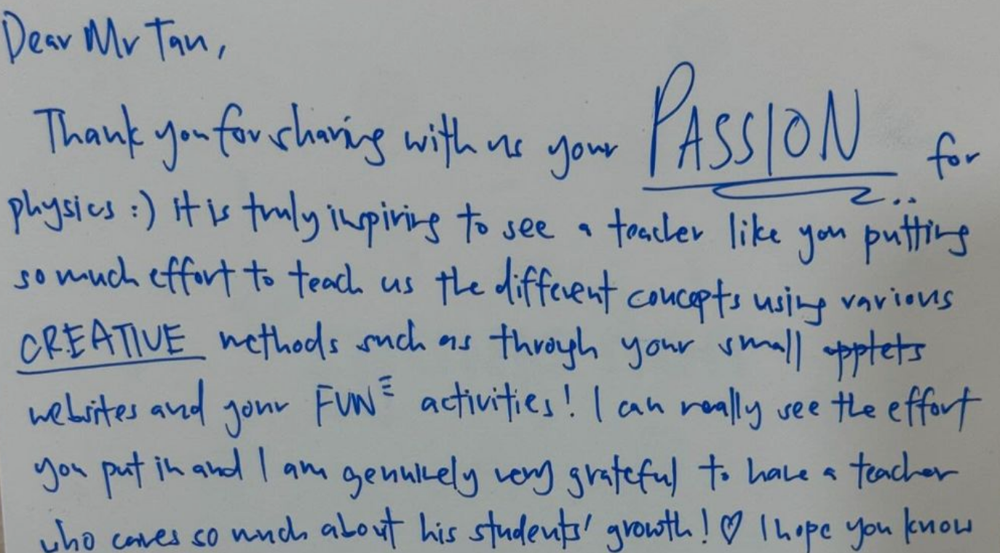 Dear Mr Tan,
Thank you for sharing with us your PASSION for
physics :) it is truly inspiring to see a teacher like you putting
so much effort to teach us the different concepts using various
CREATIVE methods such as through your small applets
websites and your FUN activities! I can really see the effort
you put in and I am genuinely very grateful to have a teacher
who cares so much about his students' growth! ♡ I hope you know